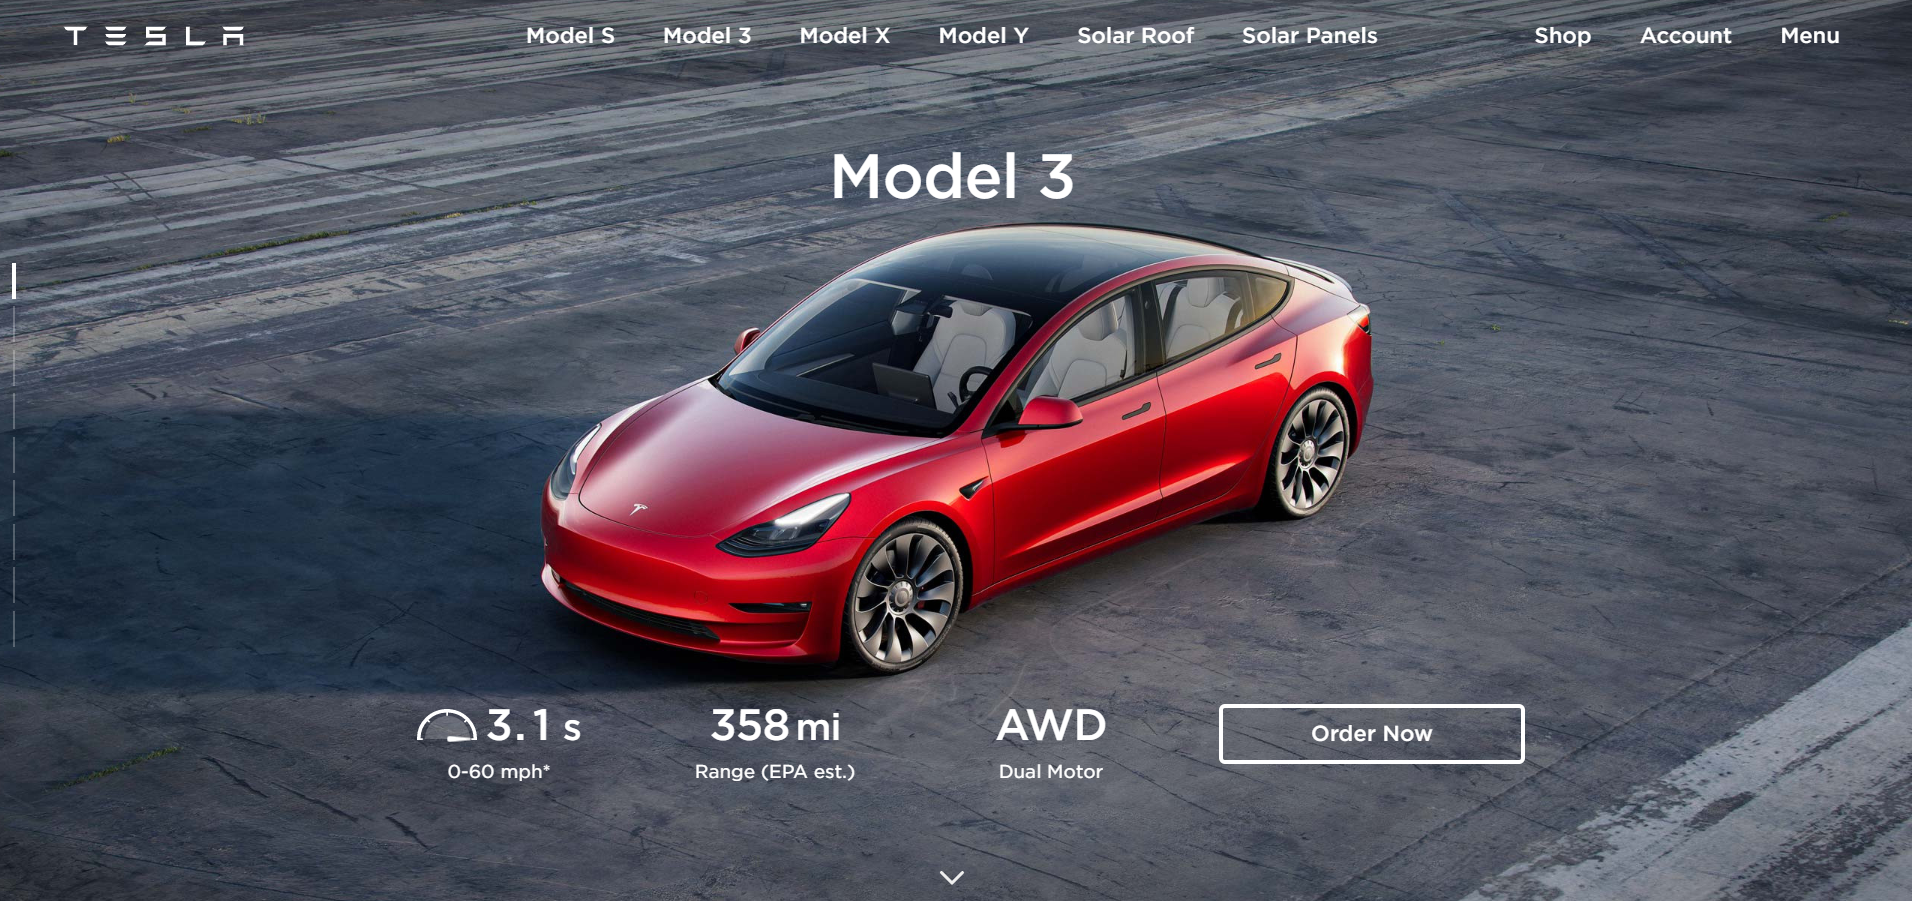 TESLA
Model S Model 3 Model X Model Y Solar Roof Solar Panels Shop Account Menu
Model 3
3.1 s
0-60 mph*
358 mi
Range (EPA est.)
AWD
Dual Motor
Order Now